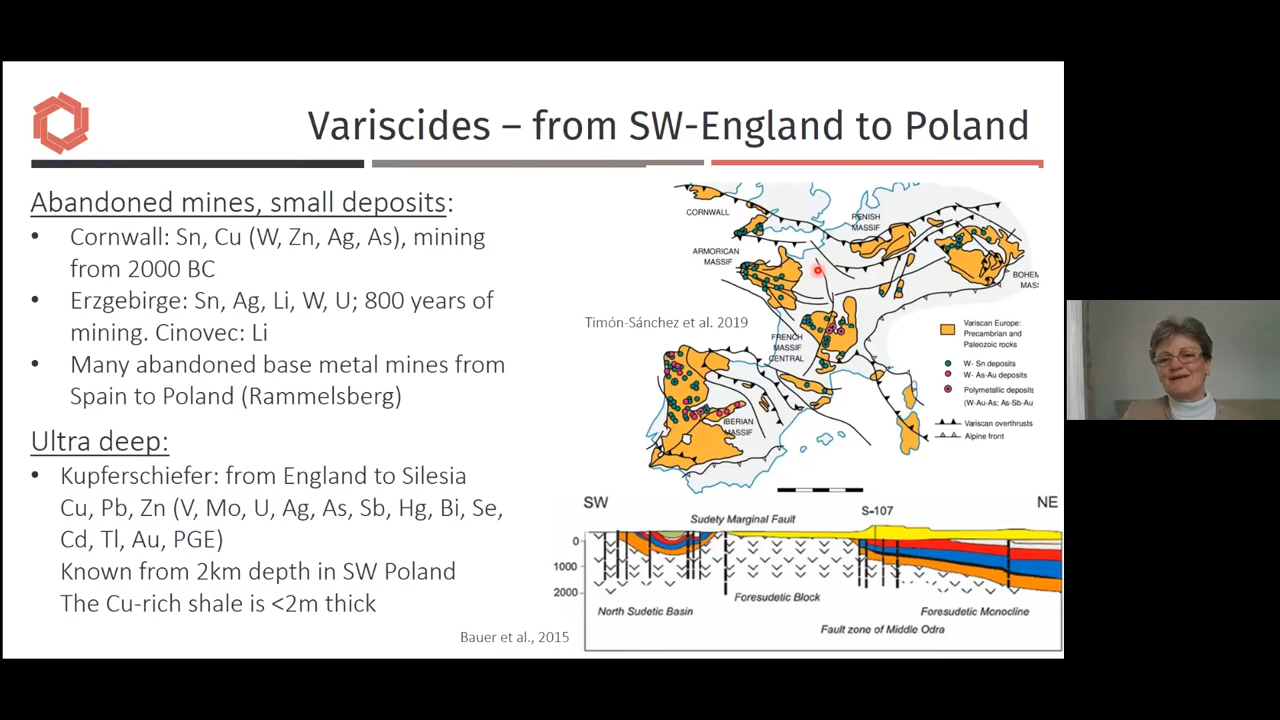 Variscides – from SW-England to Poland
Abandoned mines, small deposits:
• Cornwall: Sn, Cu (W, Zn, Ag, As), mining
from 2000 BC
• Erzgebirge: Sn, Ag, Li, W, U; 800 years of
mining. Cinovec: Li
• Many abandoned base metal mines from
Spain to Poland (Rammelsberg)
Ultra deep:
• Kupferschiefer: from England to Silesia
Cu, Pb, Zn (V, Mo, U, Ag, As, Sb, Hg, Bi, Se,
Cd, Tl, Au, PGE)
Known from 2km depth in SW Poland
The Cu-rich shale is <2m thick
Bauer et al., 2015
Timón-Sánchez et al. 2019
CORNWALL
RENISH
MASSIF
ARMORICAN
MASSIF
BOHEM
MASS
FRENCH
MASSIF
CENTRAL
IBERIAN
MASSIF
Variscan Europe:
Precambrian and
Paleozoic rocks
W- Sn deposits
W- As-Au deposits
Polymetallic deposits
(W-Au-As; As-Sb-Au
Variscan overthrusts
Alpine front
SW
NE
S-107
Sudety Marginal Fault
0
1000
2000
North Sudetic Basin
Foresudetic Block
Foresudetic Monocline
Fault zone of Middle Odra